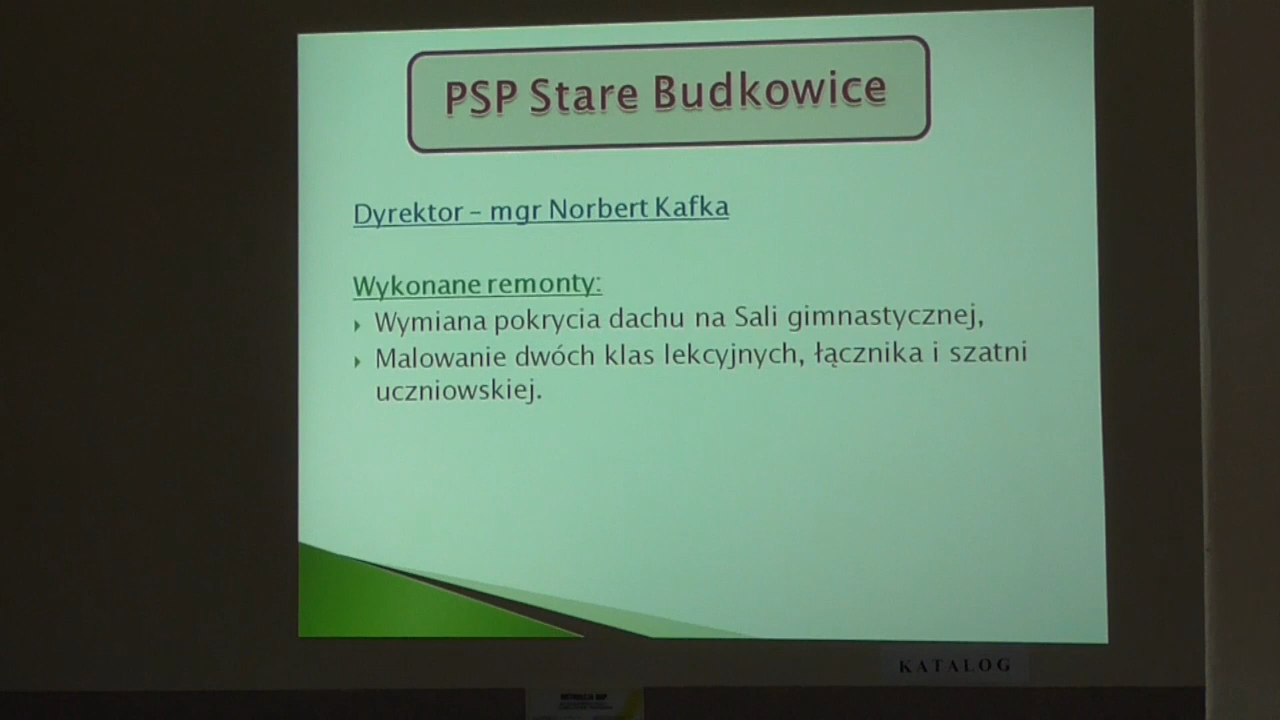 PSP Stare Budkowice
Dyrektor – mgr Norbert Kafka
Wykonane remonty:
Wymiana pokrycia dachu na Sali gimnastycznej,
Malowanie dwóch klas lekcyjnych, łącznika i szatni
uczniowskiej.
KATALOG